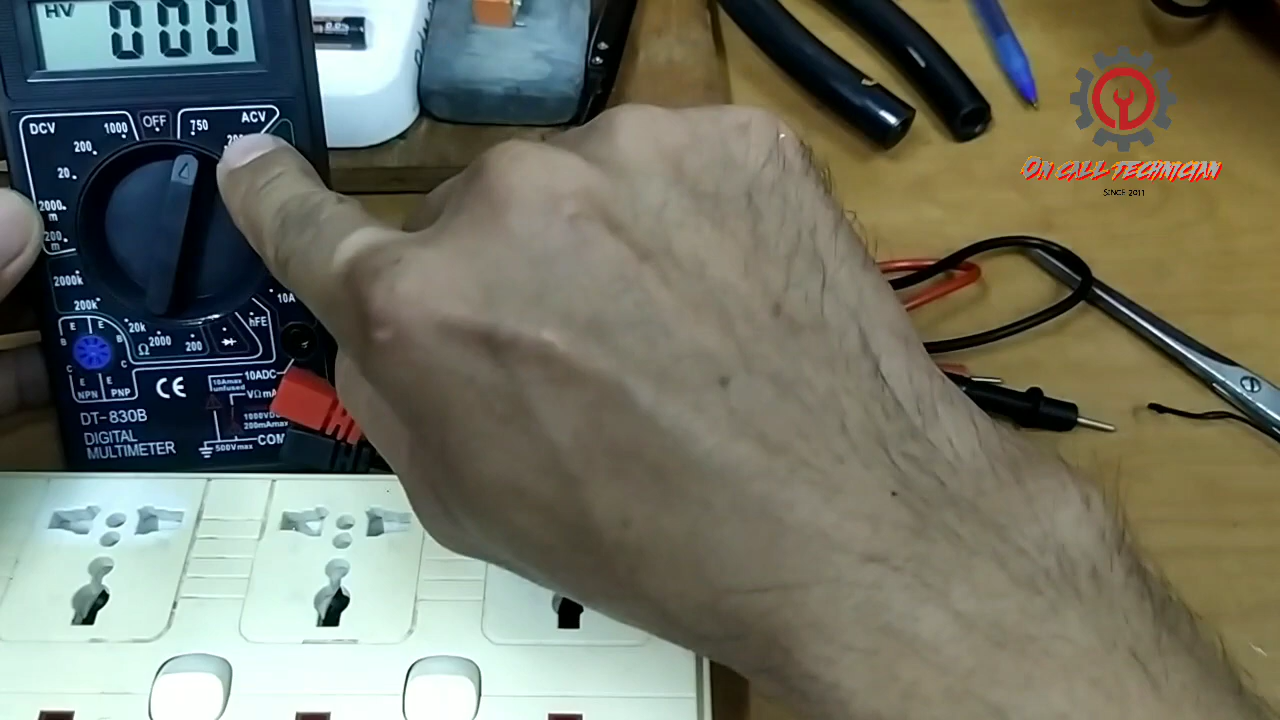 HV
000
DCV
1000
OFF
750
ACV
200
20
2000
m
200
m
2000k
200k
20k
Ω
2000
200
hFE
10A
E E
B B
C C
E E
NPN PNP
CE
10Amax
unfused
10ADC
VΩmA
200mAmax
500Vmax
COM
DT-830B
DIGITAL
MULTIMETER
ON CALL TECHNICIAN
SINCE 2011